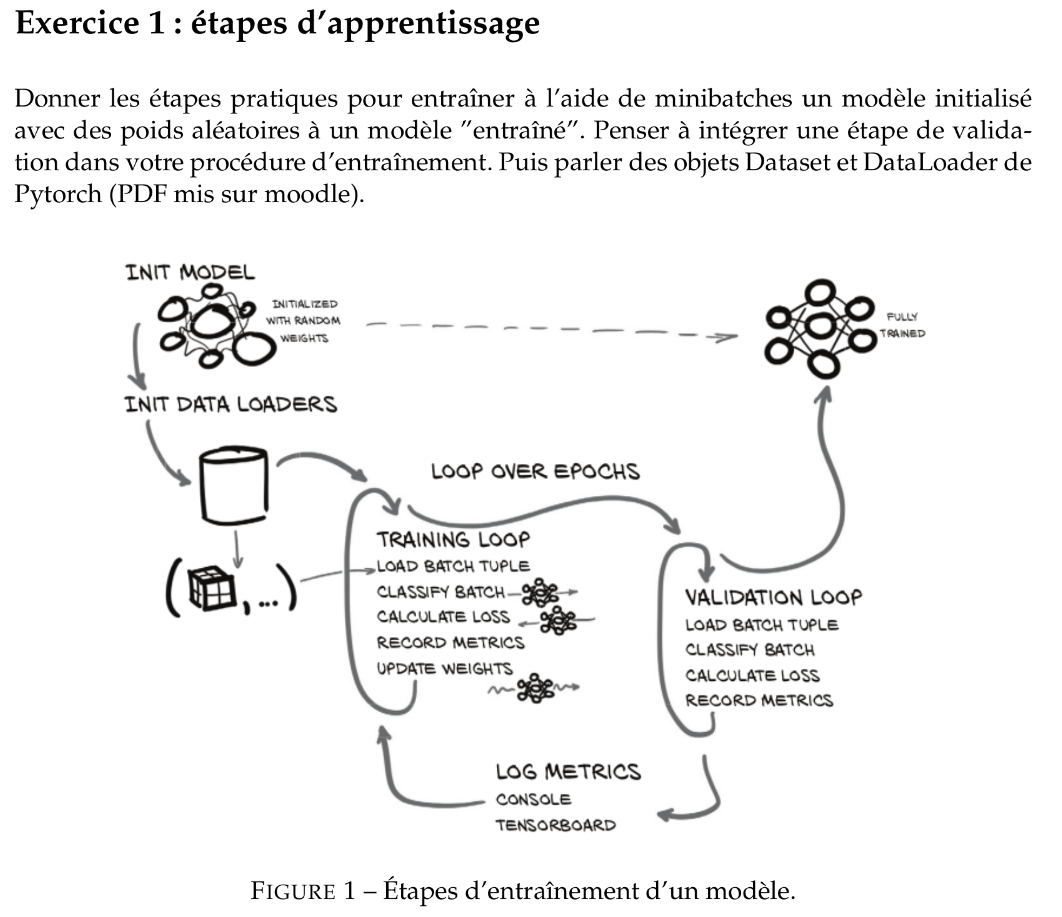 Exercice 1 : étapes d’apprentissage
Donner les étapes pratiques pour entraîner à l’aide de minibatches un modèle initialisé
avec des poids aléatoires à un modèle ”entraîné”. Penser à intégrer une étape de valida-
tion dans votre procédure d’entraînement. Puis parler des objets Dataset et DataLoader de
Pytorch (PDF mis sur moodle).
INIT MODEL
INITIALIZED
WITH RANDOM
WEIGHTS
FULLY
TRAINED
INIT DATA LOADERS
LOOP OVER EPOCHS
TRAINING LOOP
LOAD BATCH TUPLE
CLASSIFY BATCH
CALCULATE LOSS
RECORD METRICS
UPDATE WEIGHTS
( , ...)
VALIDATION LOOP
LOAD BATCH TUPLE
CLASSIFY BATCH
CALCULATE LOSS
RECORD METRICS
LOG METRICS
CONSOLE
TENSORBOARD
FIGURE 1 – Étapes d’entraînement d’un modèle.